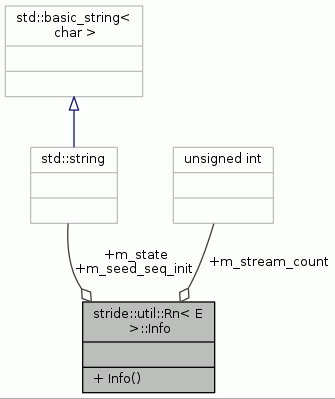 std::basic_string<
char >
std::string
unsigned int
+m_state
+m_seed_seq_init
+m_stream_count
stride::util::Rn< E
>::Info
+ Info()